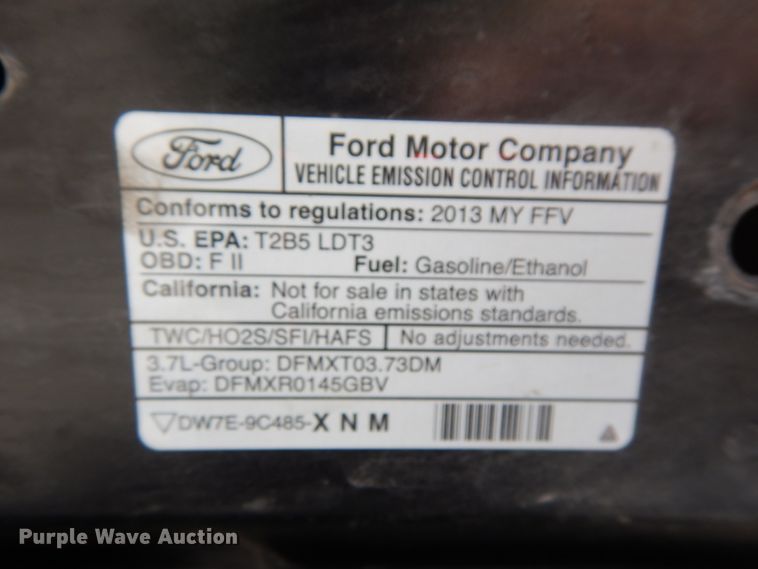 Ford
Ford Motor Company
VEHICLE EMISSION CONTROL INFORMATION
Conforms to regulations: 2013 MY FFV
U.S. EPA: T2B5 LDT3
OBD: F II Fuel: Gasoline/Ethanol
California: Not for sale in states with
California emissions standards.
TWC/HO2S/SFI/HAFS No adjustments needed.
3.7L-Group: DFMXT03.73DM
Evap: DFMXR0145GBV
DW7E-9C485-X N M
Purple Wave Auction